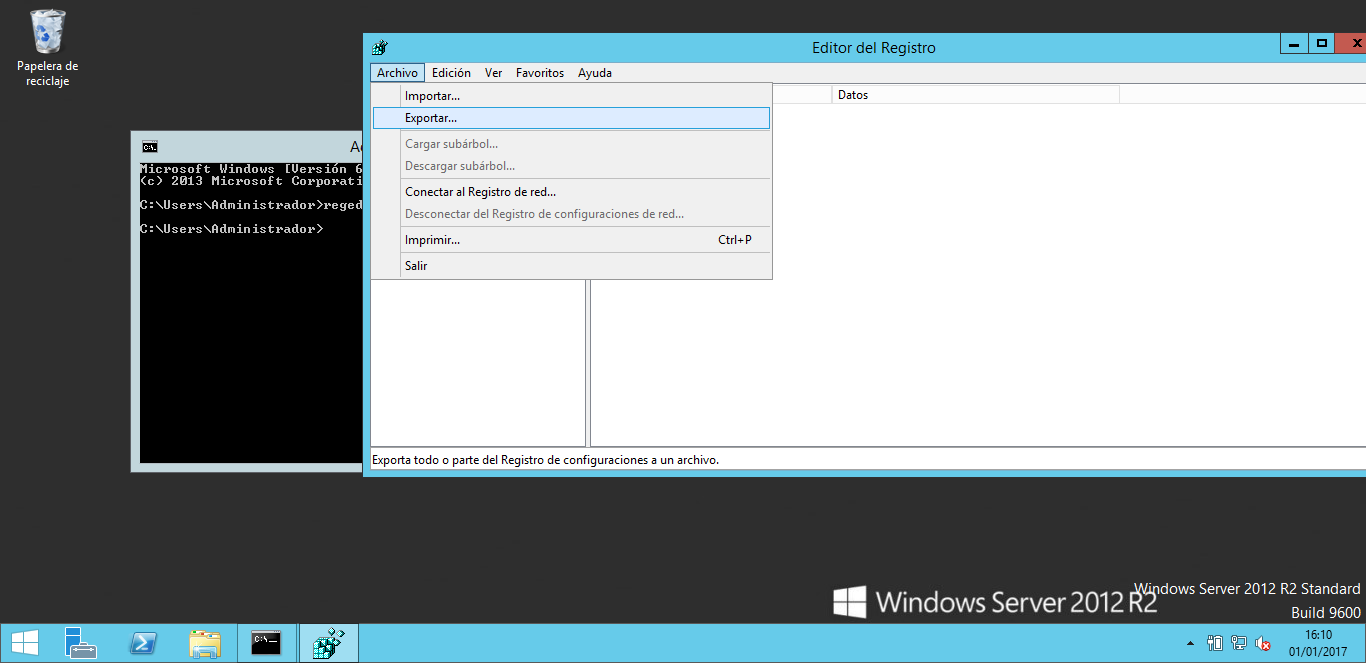 Papelera de
reciclaje
Editor del Registro
Archivo Edición Ver Favoritos Ayuda
Importar...
Exportar...
Cargar subárbol...
Descargar subárbol...
Conectar al Registro de red...
Desconectar del Registro de configuraciones de red...
Imprimir... Ctrl+P
Salir
Datos
Microsoft Windows [Versión 6
(c) 2013 Microsoft Corporati
C:\Users\Administrador>reged
C:\Users\Administrador>
Exporta todo o parte del Registro de configuraciones a un archivo.
Windows Server 2012 R2
Windows Server 2012 R2 Standard
Build 9600
16:10
01/01/2017